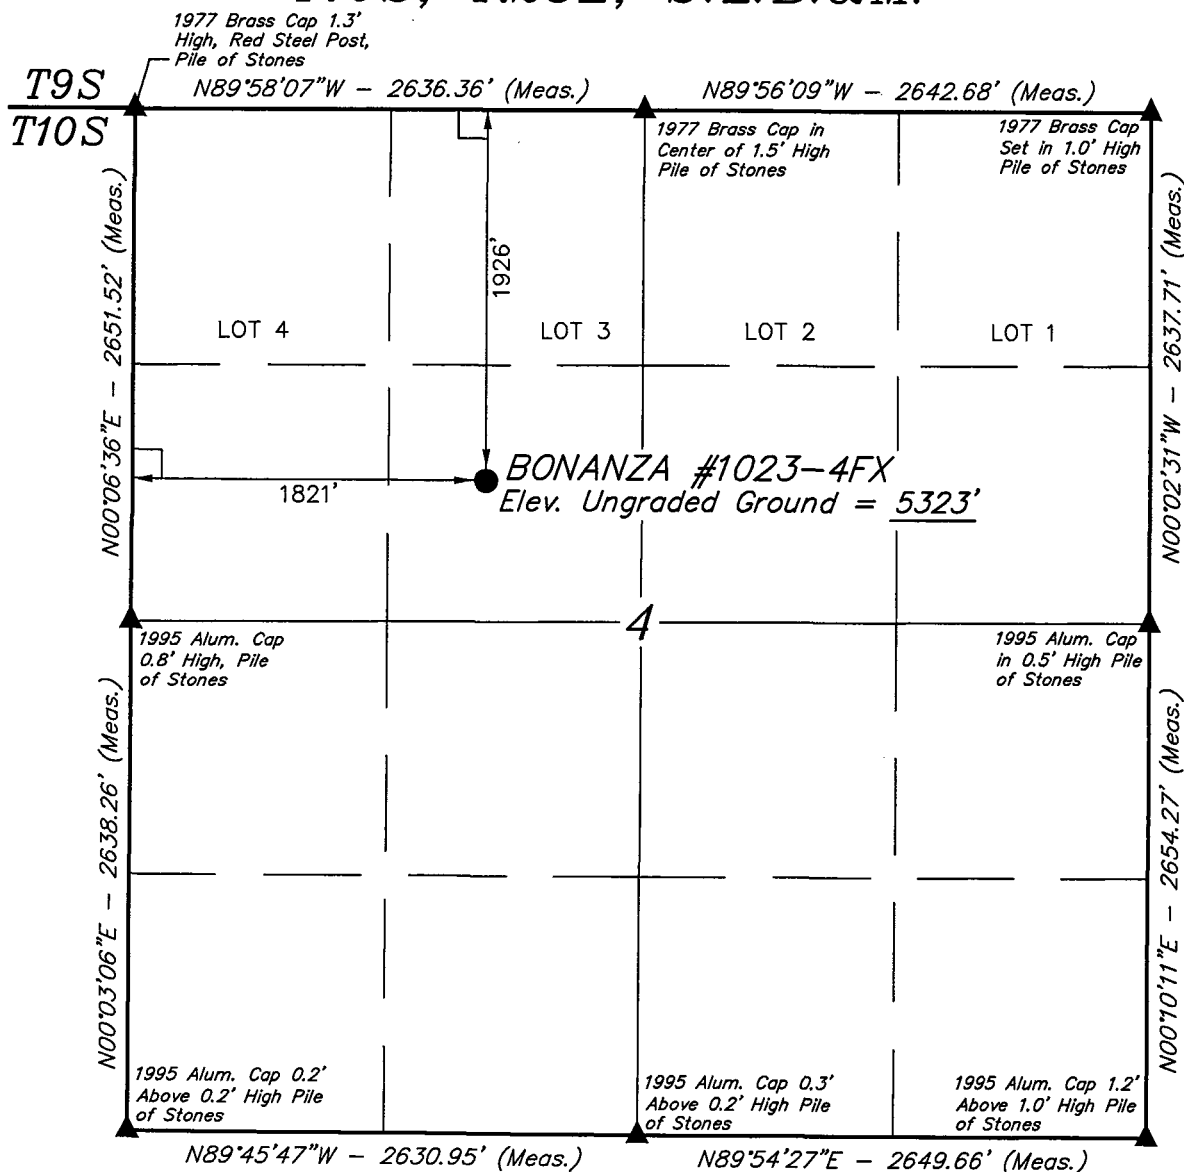 1977 Brass Cap 1.3'
High, Red Steel Post,
Pile of Stones
T9S
T10S
N89°58'07"W - 2636.36' (Meas.)
N89°56'09"W - 2642.68' (Meas.)
1977 Brass Cap in
Center of 1.5' High
Pile of Stones
1977 Brass Cap
Set in 1.0' High
Pile of Stones
N00°06'36"E - 2651.52' (Meas.)
1926'
N00°02'31"W - 2637.71' (Meas.)
LOT 4
LOT 3
LOT 2
LOT 1
BONANZA #1023-4FX
Elev. Ungraded Ground = 5323'
1821'
4
1995 Alum. Cap
0.8' High, Pile
of Stones
1995 Alum. Cap
in 0.5' High Pile
of Stones
N00°03'06"E - 2638.26' (Meas.)
N00°10'11"E - 2654.27' (Meas.)
1995 Alum. Cap 0.2'
Above 0.2' High Pile
of Stones
1995 Alum. Cap 0.3'
Above 0.2' High Pile
of Stones
1995 Alum. Cap 1.2'
Above 1.0' High Pile
of Stones
N89°45'47"W - 2630.95' (Meas.)
N89°54'27"E - 2649.66' (Meas.)